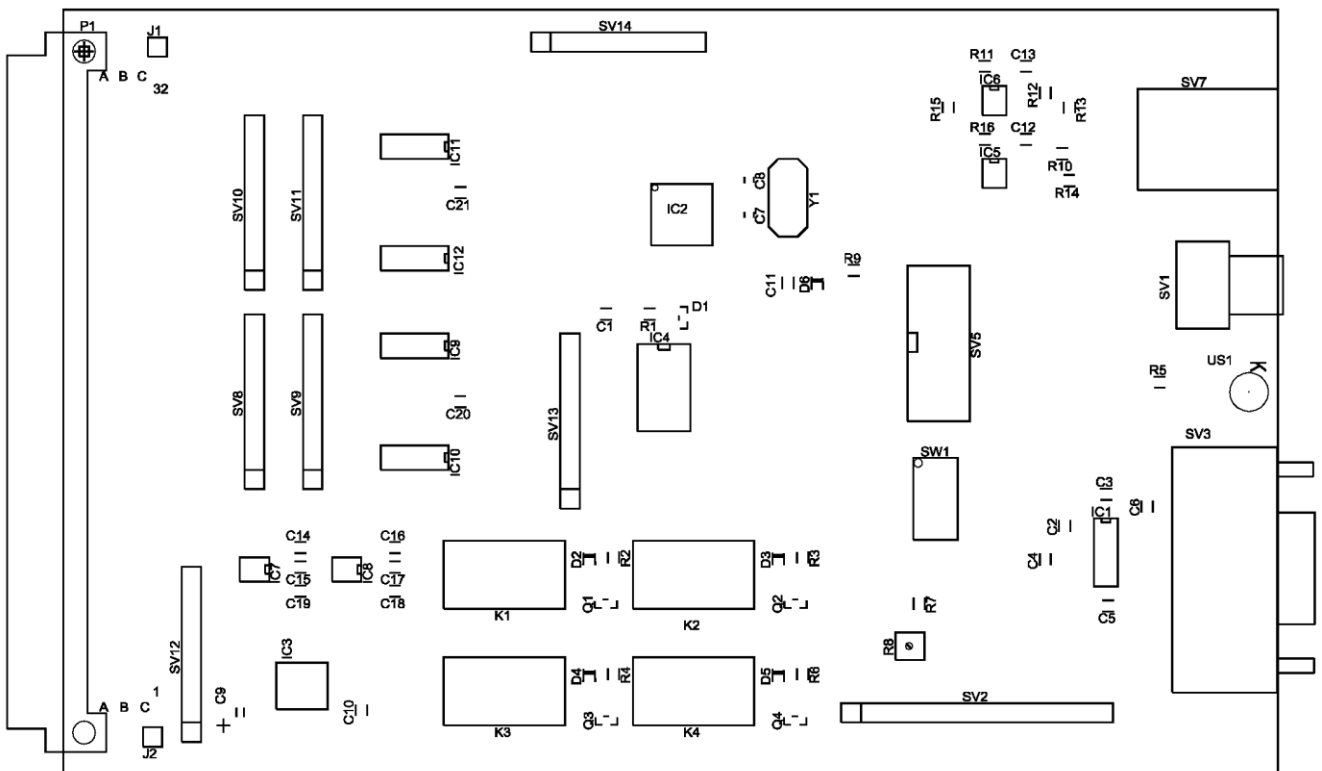 P1
J1
SV14
A B C
32
R11
C13
IC6
R12
R15
R13
SV7
R16
C12
IC5
R10
R14
IC11
C21
SV10
SV11
IC2
C8
C7
Y1
IC12
R9
C11
D6
SV1
C1
R1
D1
IC4
IC9
SV5
US1
K
R5
SV8
SV9
C20
SV13
IC10
SW1
SV3
C3
C6
IC1
C2
C4
C5
C14
C16
IC7
IC8
C15
C17
C19
C18
D2
R2
D3
R3
Q1
Q2
K1
K2
R7
R8
SV12
IC3
D4
R4
D5
R6
1
A B C
C9
+
C10
Q3
Q4
K3
K4
SV2
J2